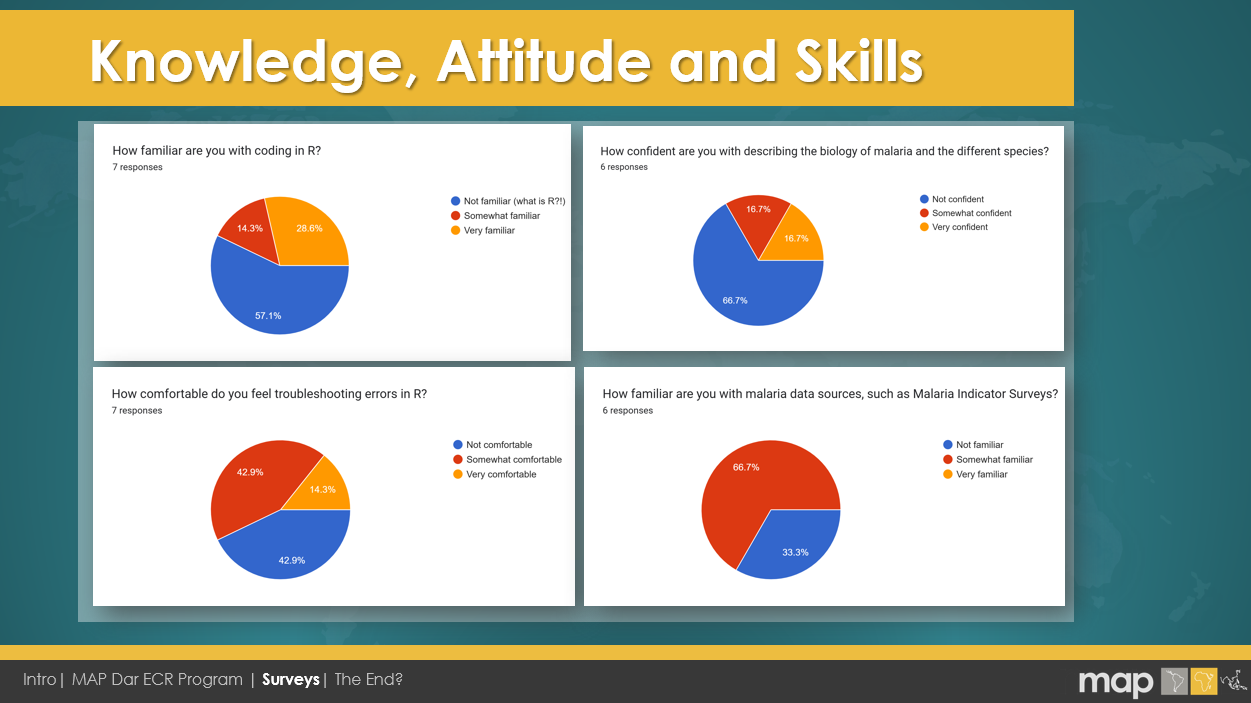 Knowledge, Attitude and Skills
How familiar are you with coding in R?
7 responses
Not familiar (what is R?!)
Somewhat familiar
Very familiar
14.3%
28.6%
57.1%
How confident are you with describing the biology of malaria and the different species?
6 responses
Not confident
Somewhat confident
Very confident
16.7%
16.7%
66.7%
How comfortable do you feel troubleshooting errors in R?
7 responses
Not comfortable
Somewhat comfortable
Very comfortable
42.9%
14.3%
42.9%
How familiar are you with malaria data sources, such as Malaria Indicator Surveys?
6 responses
Not familiar
Somewhat familiar
Very familiar
66.7%
33.3%
Intro| MAP Dar ECR Program | Surveys| The End?
map